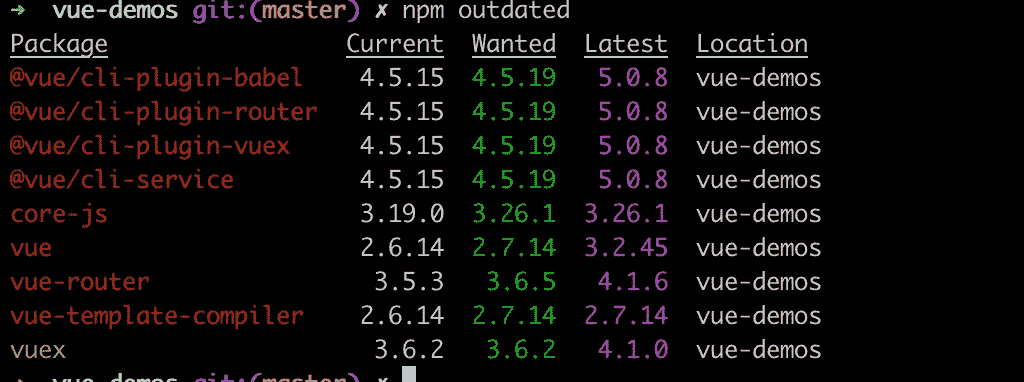 ➜ vue-demos git:(master) ✗ npm outdated
Package Current Wanted Latest Location
@vue/cli-plugin-babel 4.5.15 4.5.19 5.0.8 vue-demos
@vue/cli-plugin-router 4.5.15 4.5.19 5.0.8 vue-demos
@vue/cli-plugin-vuex 4.5.15 4.5.19 5.0.8 vue-demos
@vue/cli-service 4.5.15 4.5.19 5.0.8 vue-demos
core-js 3.19.0 3.26.1 3.26.1 vue-demos
vue 2.6.14 2.7.14 3.2.45 vue-demos
vue-router 3.5.3 3.6.5 4.1.6 vue-demos
vue-template-compiler 2.6.14 2.7.14 2.7.14 vue-demos
vuex 3.6.2 3.6.2 4.1.0 vue-demos
➜ vue-demos git:(master) ✗